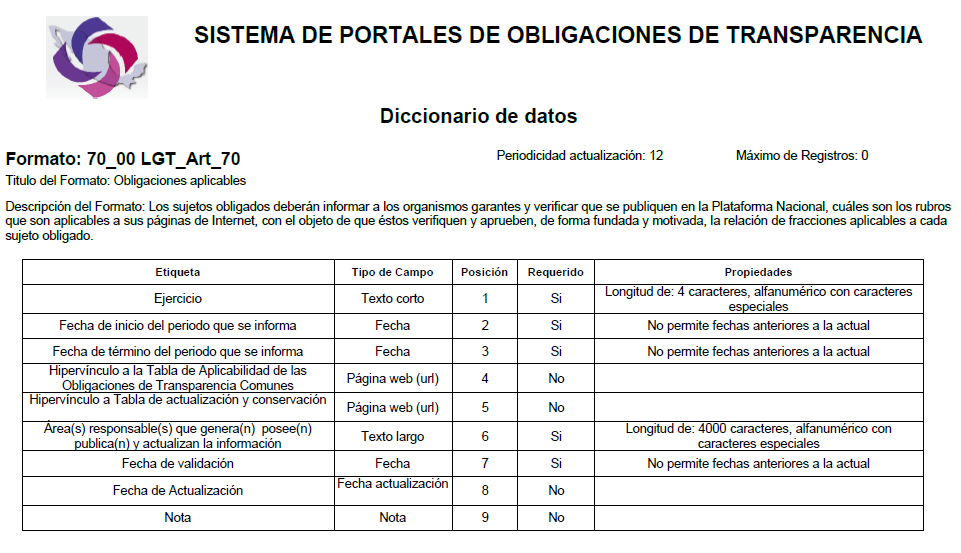 SISTEMA DE PORTALES DE OBLIGACIONES DE TRANSPARENCIA
Diccionario de datos
Formato: 70_00 LGT_Art_70
Periodicidad actualización: 12
Máximo de Registros: 0
Titulo del Formato: Obligaciones aplicables
Descripción del Formato: Los sujetos obligados deberán informar a los organismos garantes y verificar que se publiquen en la Plataforma Nacional, cuáles son los rubros
que son aplicables a sus páginas de Internet, con el objeto de que éstos verifiquen y aprueben, de forma fundada y motivada, la relación de fracciones aplicables a cada
sujeto obligado.
Etiqueta Tipo de Campo Posición Requerido Propiedades
Ejercicio Texto corto 1 Si Longitud de: 4 caracteres, alfanumérico con caracteres
especiales
Fecha de inicio del periodo que se informa Fecha 2 Si No permite fechas anteriores a la actual
Fecha de término del periodo que se informa Fecha 3 Si No permite fechas anteriores a la actual
Hipervínculo a la Tabla de Aplicabilidad de las
Obligaciones de Transparencia Comunes Página web (url) 4 No
Hipervínculo a Tabla de actualización y conservación
Página web (url) 5 No
Área(s) responsable(s) que genera(n) posee(n)
publica(n) y actualizan la información Texto largo 6 Si Longitud de: 4000 caracteres, alfanumérico con
caracteres especiales
Fecha de validación Fecha 7 Si No permite fechas anteriores a la actual
Fecha de Actualización Fecha actualización 8 No
Nota Nota 9 No